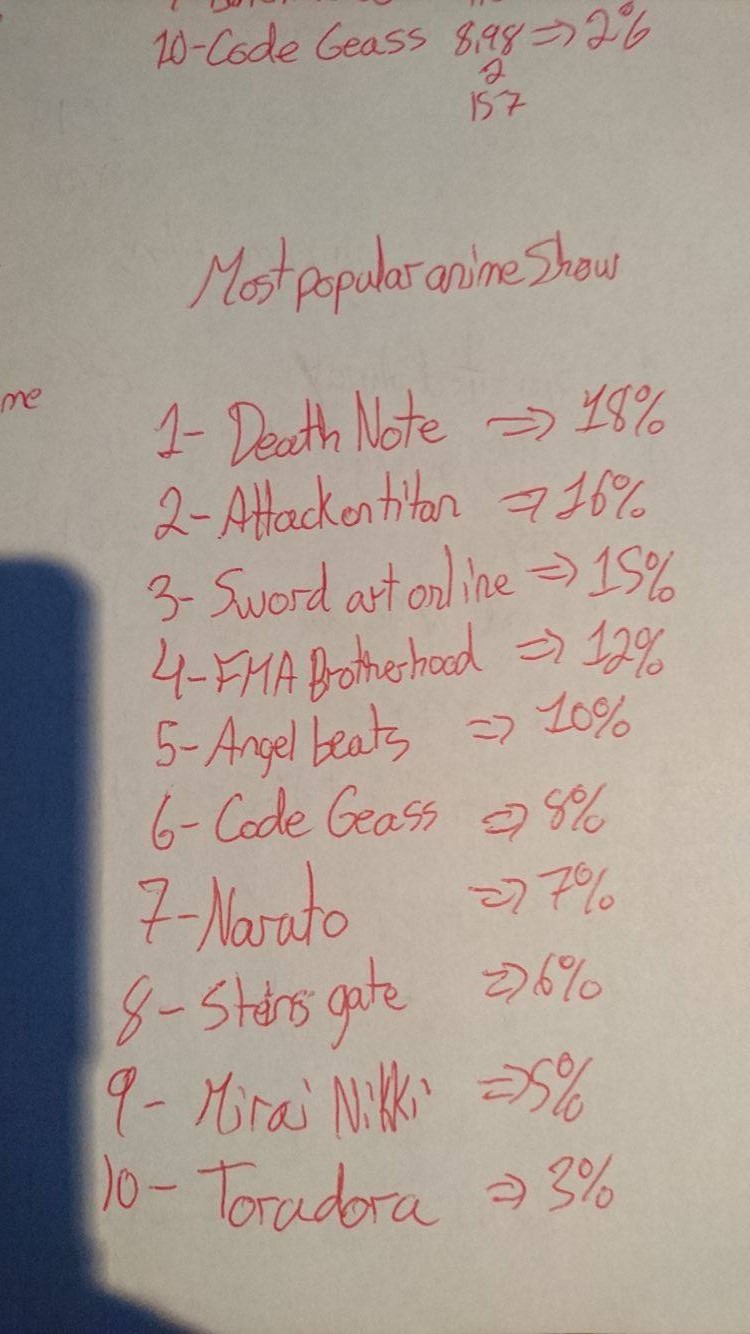 10-Code Geass 8,98 => 2%
2
157
Most popular anime Show
me
1- Death Note => 18%
2- Attack on titan => 16%
3- Sword art online => 15%
4- FMA Brotherhood => 12%
5- Angel beats => 10%
6- Code Geass => 8%
7- Naruto => 7%
8- Steins gate => 6%
9- Mirai Nikki => 5%
10- Toradora => 3%